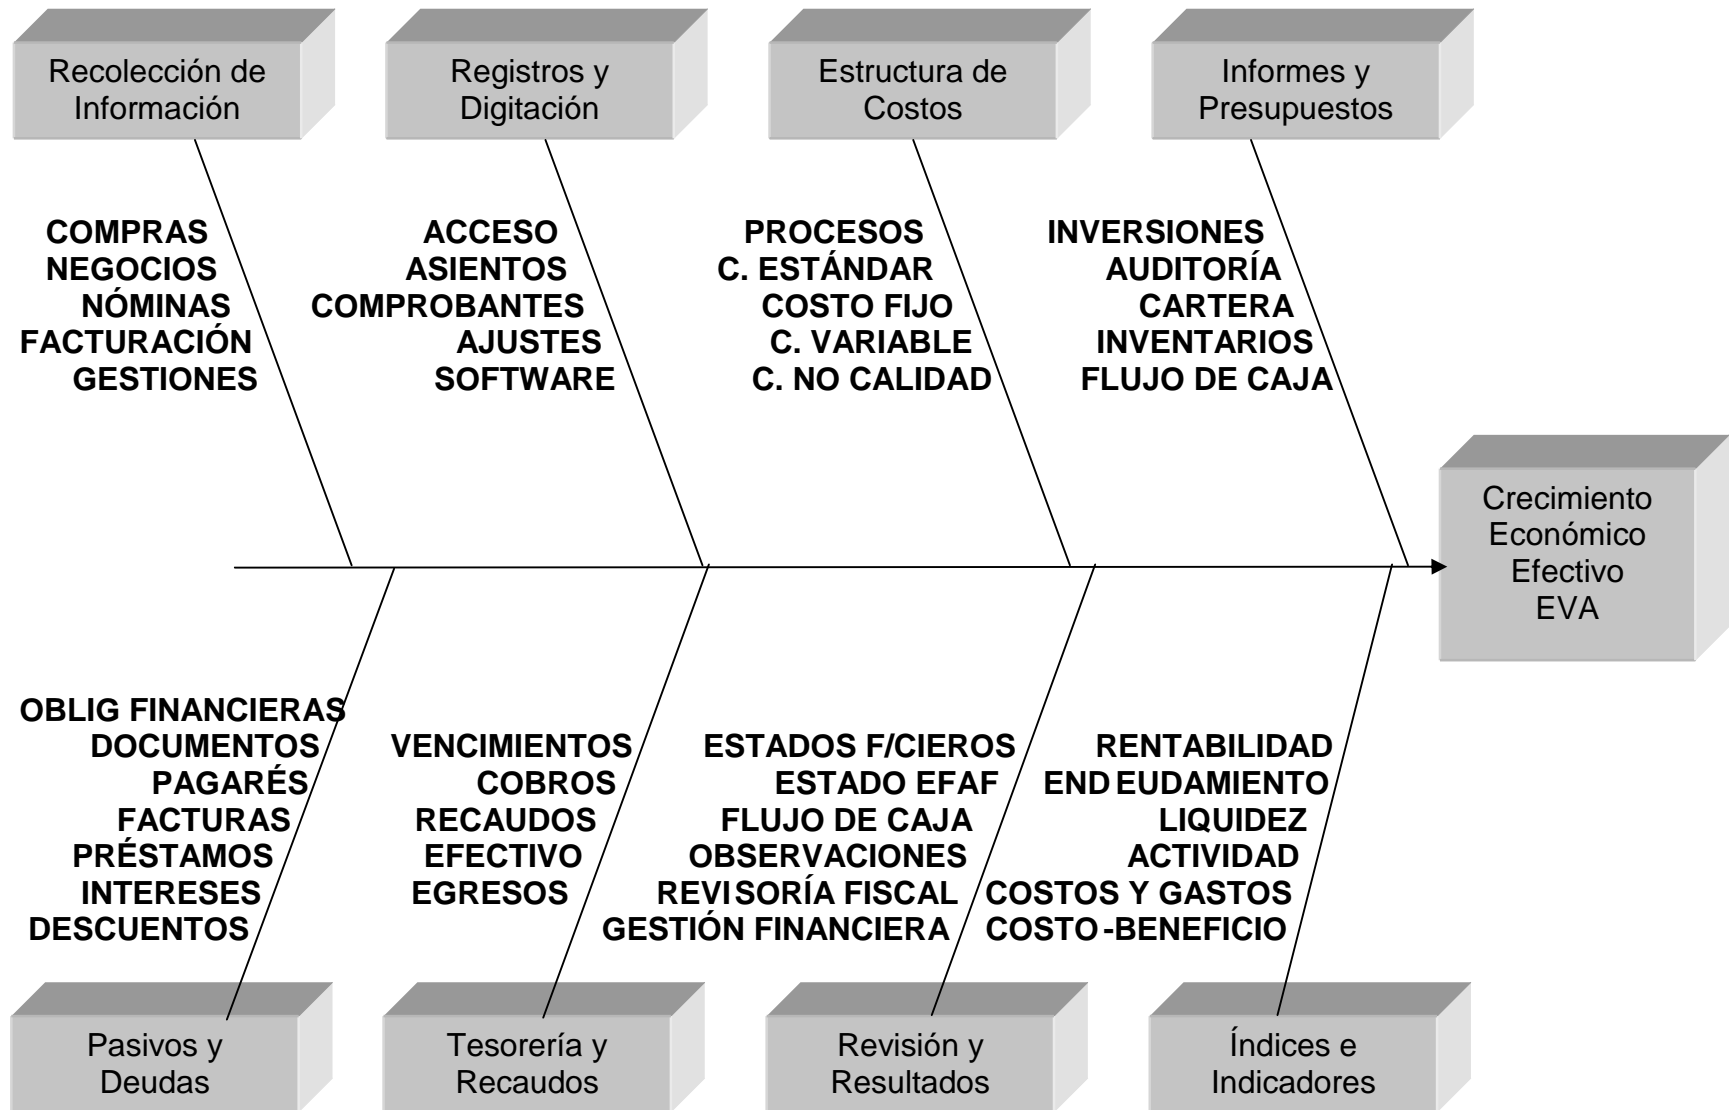 Recolección de
Información
Registros y
Digitación
Estructura de
Costos
Informes y
Presupuestos
COMPRAS
NEGOCIOS
NÓMINAS
FACTURACIÓN
GESTIONES
ACCESO
ASIENTOS
COMPROBANTES
AJUSTES
SOFTWARE
PROCESOS
C. ESTÁNDAR
COSTO FIJO
C. VARIABLE
C. NO CALIDAD
INVERSIONES
AUDITORÍA
CARTERA
INVENTARIOS
FLUJO DE CAJA
Crecimiento
Económico
Efectivo
EVA
OBLIG FINANCIERAS
DOCUMENTOS
PAGARÉS
FACTURAS
PRÉSTAMOS
INTERESES
DESCUENTOS
VENCIMIENTOS
COBROS
RECAUDOS
EFECTIVO
EGRESOS
ESTADOS F/CIEROS
ESTADO EFAF
FLUJO DE CAJA
OBSERVACIONES
REVISORÍA FISCAL
GESTIÓN FINANCIERA
RENTABILIDAD
END EUDAMIENTO
LIQUIDEZ
ACTIVIDAD
COSTOS Y GASTOS
COSTO -BENEFICIO
Pasivos y
Deudas
Tesorería y
Recaudos
Revisión y
Resultados
Índices e
Indicadores